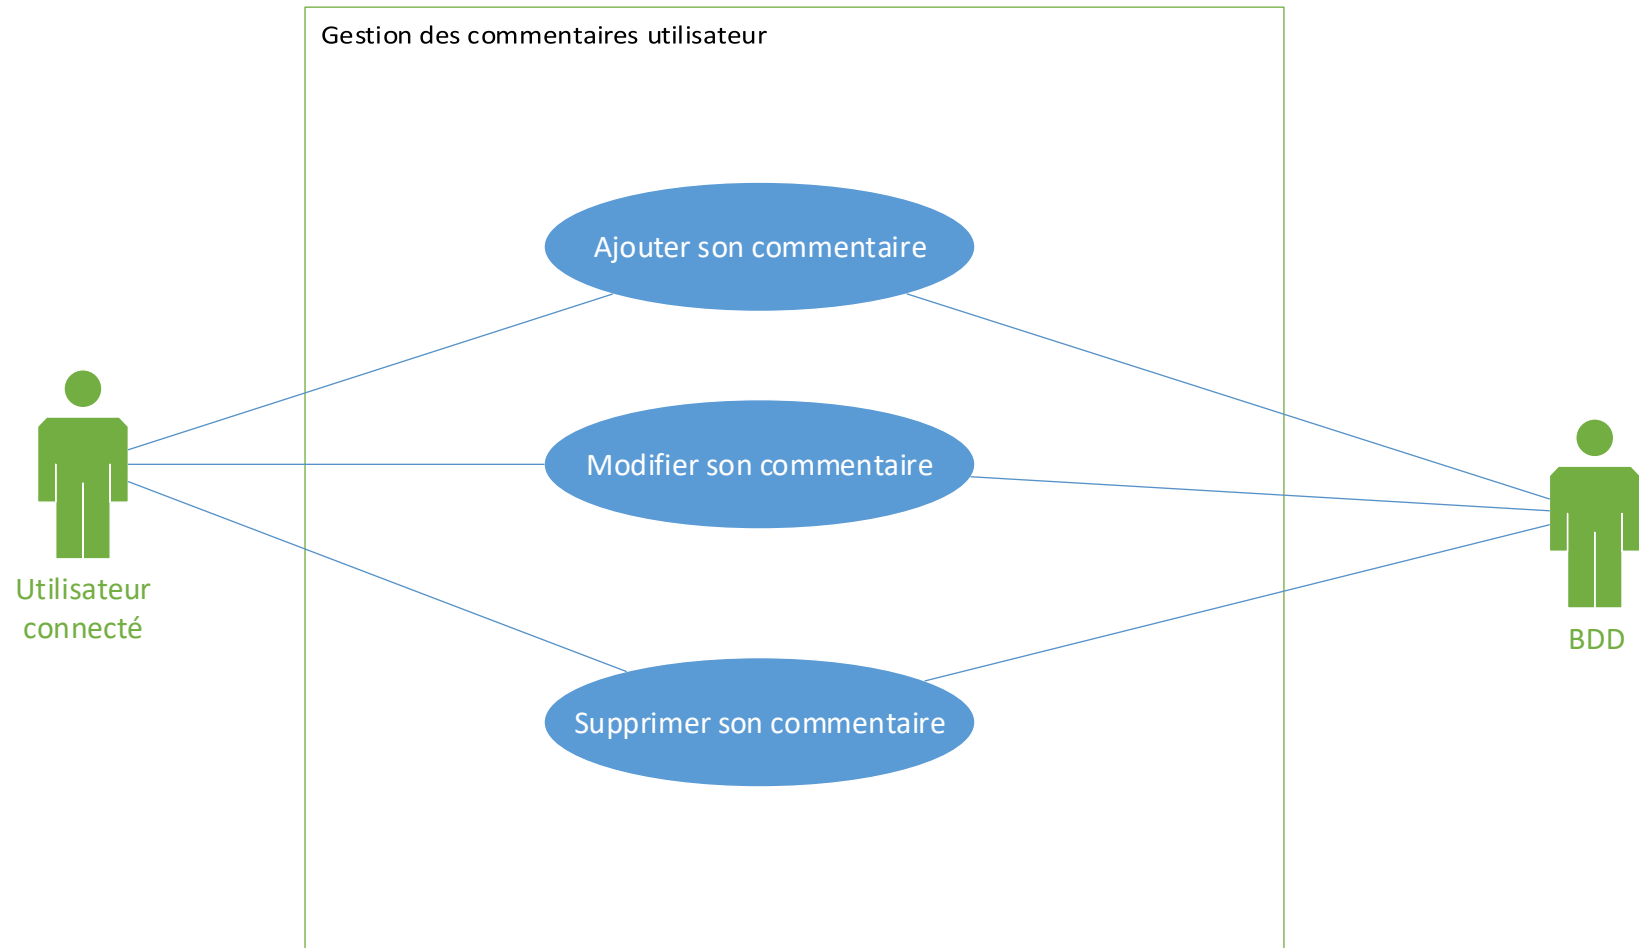 Gestion des commentaires utilisateur
Ajouter son commentaire
Modifier son commentaire
Utilisateur
connecté
BDD
Supprimer son commentaire